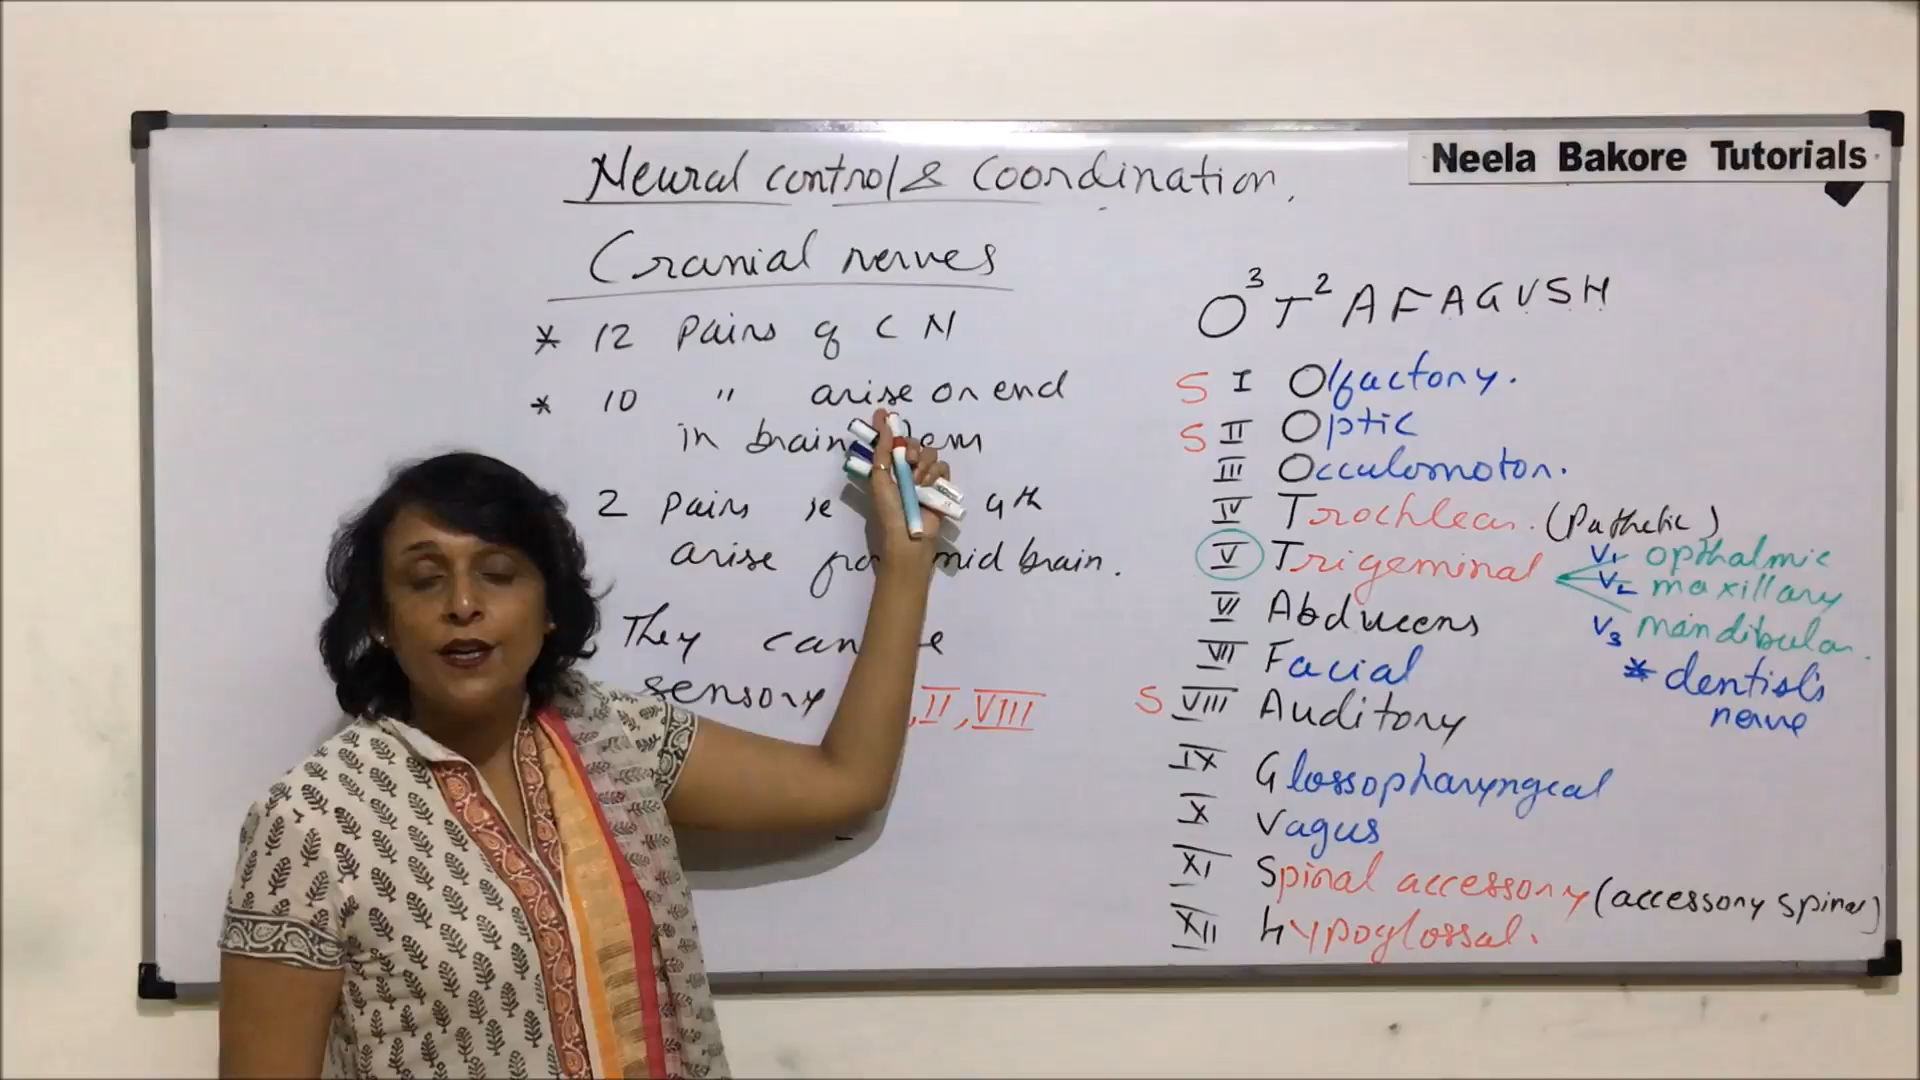 Neela Bakore Tutorials
Neural control & Coordination,
Cranial nerves
* 12 Pairs of C N
* 10 " arise or end
in brain
2 Pairs 4th
arise mid brain.
They can
sensory , II, VIII
O³ T² A F A G V S H
S I Olfactory.
S II Optic
III Occulomotor.
IV Trochlear. (Pathetic)
V Trigeminal
V1 opthalmic
V2 maxillary
V3 mandibular.
* dentist's
nerve
VI Abducens
VII Facial
S VIII Auditory
IX Glossopharyngeal
X Vagus
XI Spinal accessory (accessory spinal)
XII Hypoglossal.